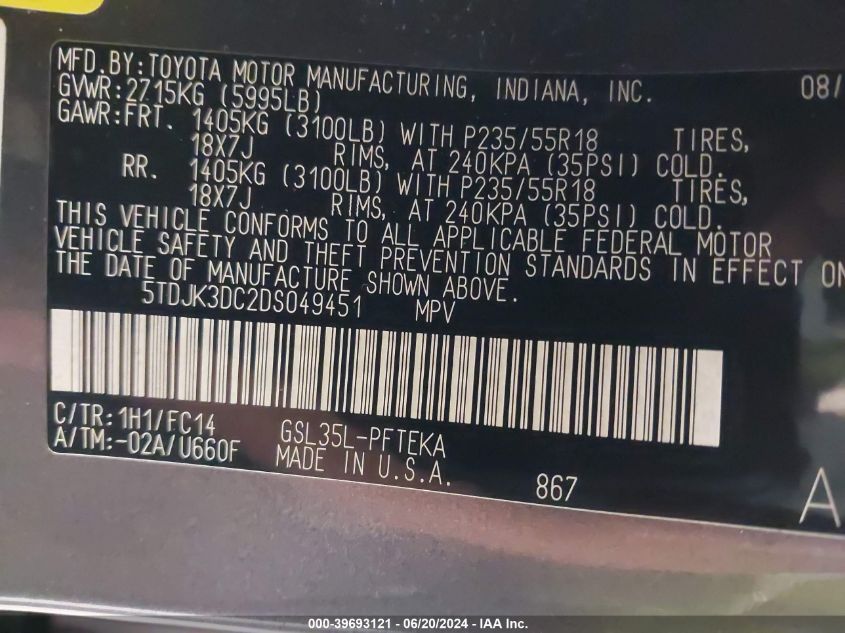 MFD. BY: TOYOTA MOTOR MANUFACTURING, INDIANA, INC. 08/
GVWR: 2715KG (5995LB)
GAWR: FRT. 1405KG (3100LB) WITH P235/55R18 TIRES,
18X7J RIMS, AT 240KPA (35PSI) COLD.
RR. 1405KG (3100LB) WITH P235/55R18 TIRES,
18X7J RIMS, AT 240KPA (35PSI) COLD.
THIS VEHICLE CONFORMS TO ALL APPLICABLE FEDERAL MOTOR
VEHICLE SAFETY AND THEFT PREVENTION STANDARDS IN EFFECT ON
THE DATE OF MANUFACTURE SHOWN ABOVE.
5TDJK3DC2DS049451 MPV
C/TR: 1H1/FC14 GSL35L-PFTEKA
A/TM: -02A/U660F MADE IN U.S.A. 867 A
000-39693121 - 06/20/2024 - IAA Inc.